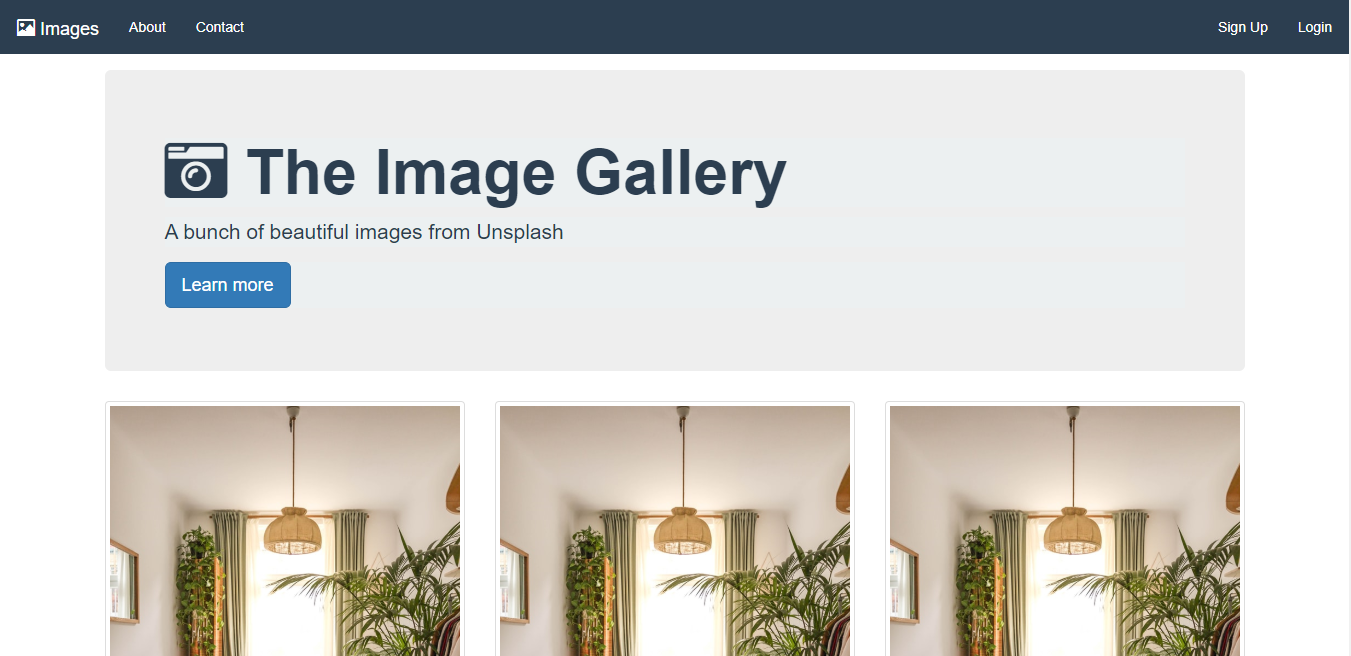 Images About Contact Sign Up Login
The Image Gallery
A bunch of beautiful images from Unsplash
Learn more